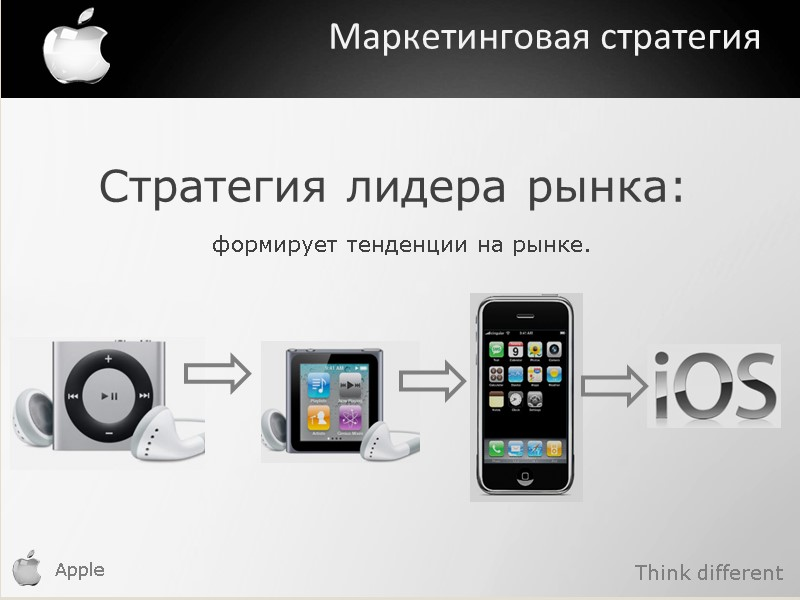 Маркетинговая стратегия
Стратегия лидера рынка:
формирует тенденции на рынке.
iOS
Apple
Think different